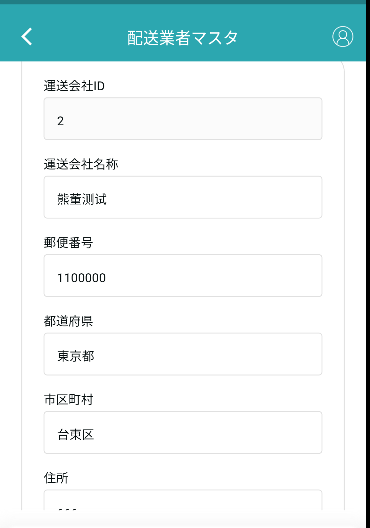 配送業者マスタ
運送会社ID
2
運送会社名称
熊董测试
郵便番号
1100000
都道府県
東京都
市区町村
台東区
住所